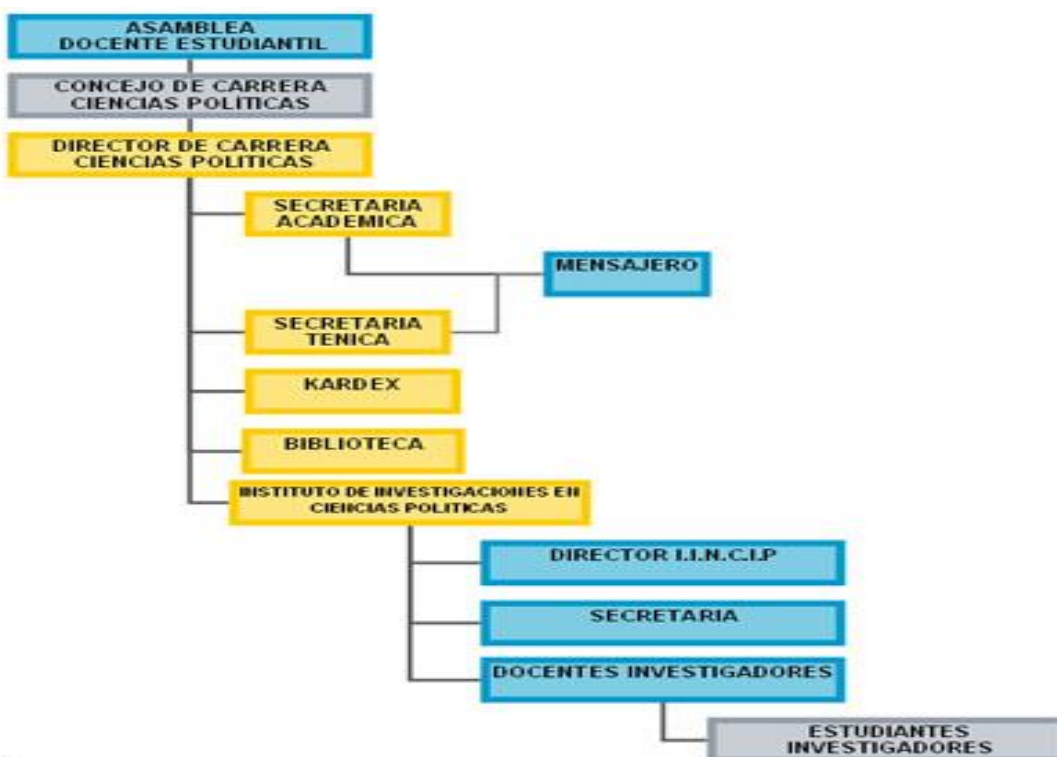 ASAMBLEA
DOCENTE ESTUDIANTIL
CONCEJO DE CARRERA
CIENCIAS POLÍTICAS
DIRECTOR DE CARRERA
CIENCIAS POLITICAS
SECRETARIA
ACADEMICA
MENSAJERO
SECRETARIA
TENICA
KARDEX
BIBLIOTECA
INSTITUTO DE INVESTIGACIONES EN
CIENCIAS POLITICAS
DIRECTOR I.I.N.C.I.P
SECRETARIA
DOCENTES INVESTIGADORES
ESTUDIANTES
INVESTIGADORES